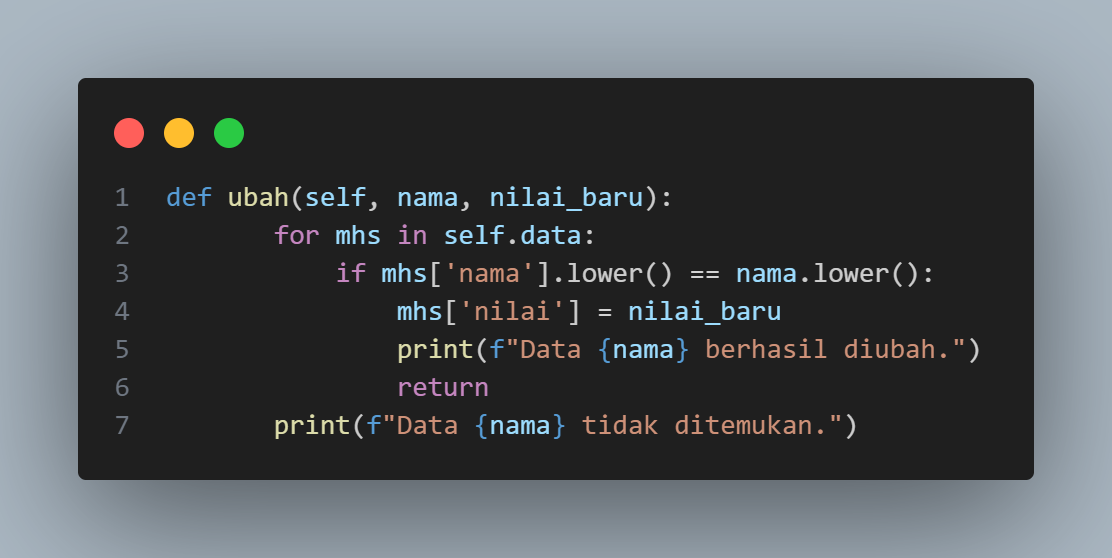 1 def ubah(self, nama, nilai_baru):
2        for mhs in self.data:
3            if mhs['nama'].lower() == nama.lower():
4                mhs['nilai'] = nilai_baru
5                print(f"Data {nama} berhasil diubah.")
6                return
7        print(f"Data {nama} tidak ditemukan.")